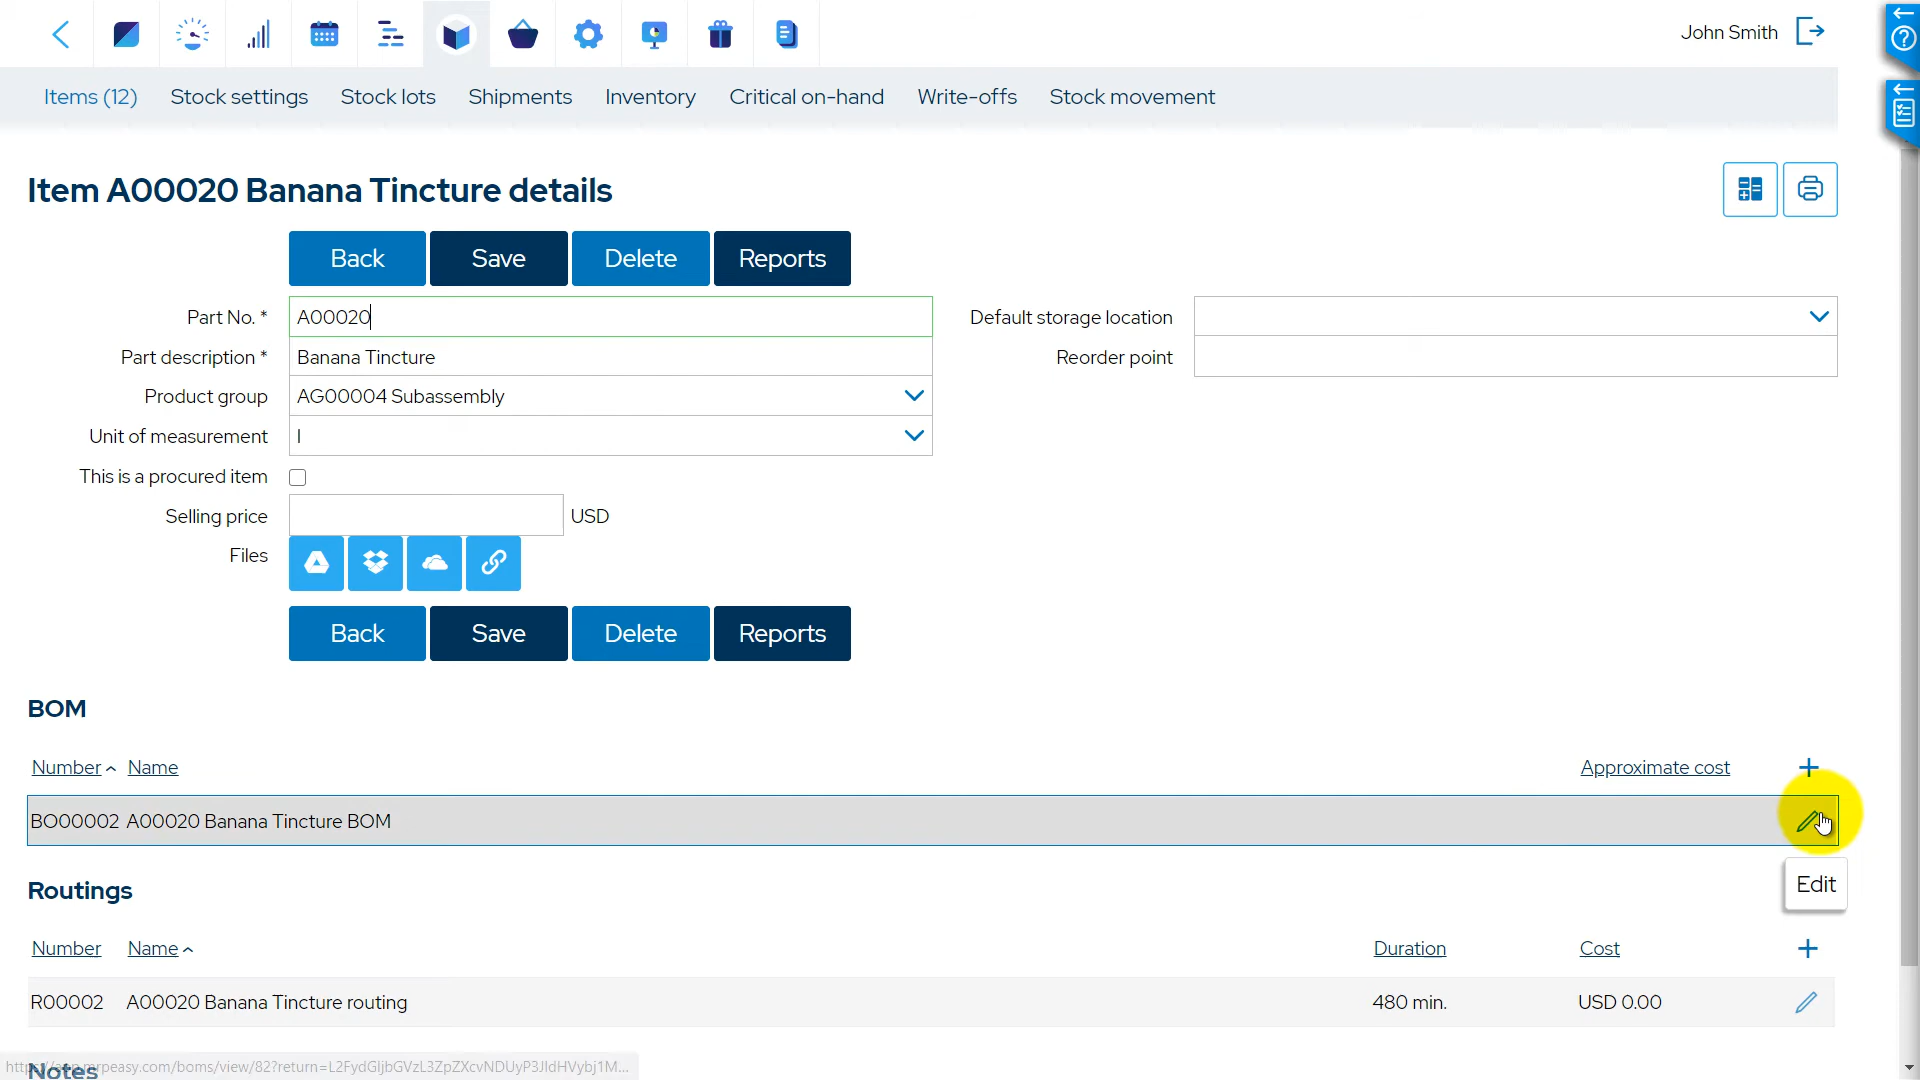 John Smith
Items (12) Stock settings Stock lots Shipments Inventory Critical on-hand Write-offs Stock movement
Item A00020 Banana Tincture details
Back Save Delete Reports
Part No. * A00020 Default storage location
Part description * Banana Tincture Reorder point
Product group AG00004 Subassembly
Unit of measurement l
This is a procured item
Selling price USD
Files
Back Save Delete Reports
BOM
Number Name Approximate cost
BO00002 A00020 Banana Tincture BOM
Edit
Routings
Number Name Duration Cost
R00002 A00020 Banana Tincture routing 480 min. USD 0.00
Notes